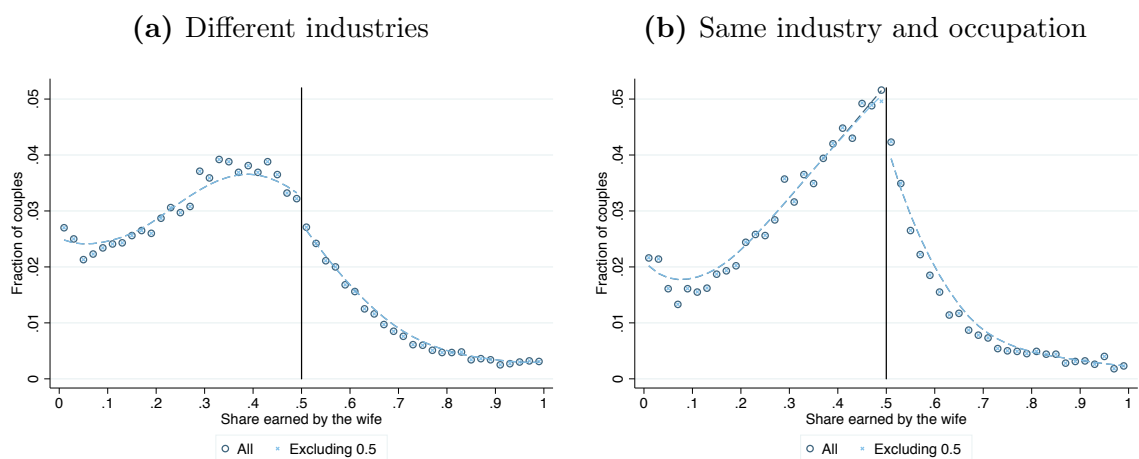 (a) Different industries
(b) Same industry and occupation
Fraction of couples
.05
.04
.03
.02
.01
0
0 .1 .2 .3 .4 .5 .6 .7 .8 .9 1
Share earned by the wife
All Excluding 0.5
Fraction of couples
.05
.04
.03
.02
.01
0
0 .1 .2 .3 .4 .5 .6 .7 .8 .9 1
Share earned by the wife
All Excluding 0.5